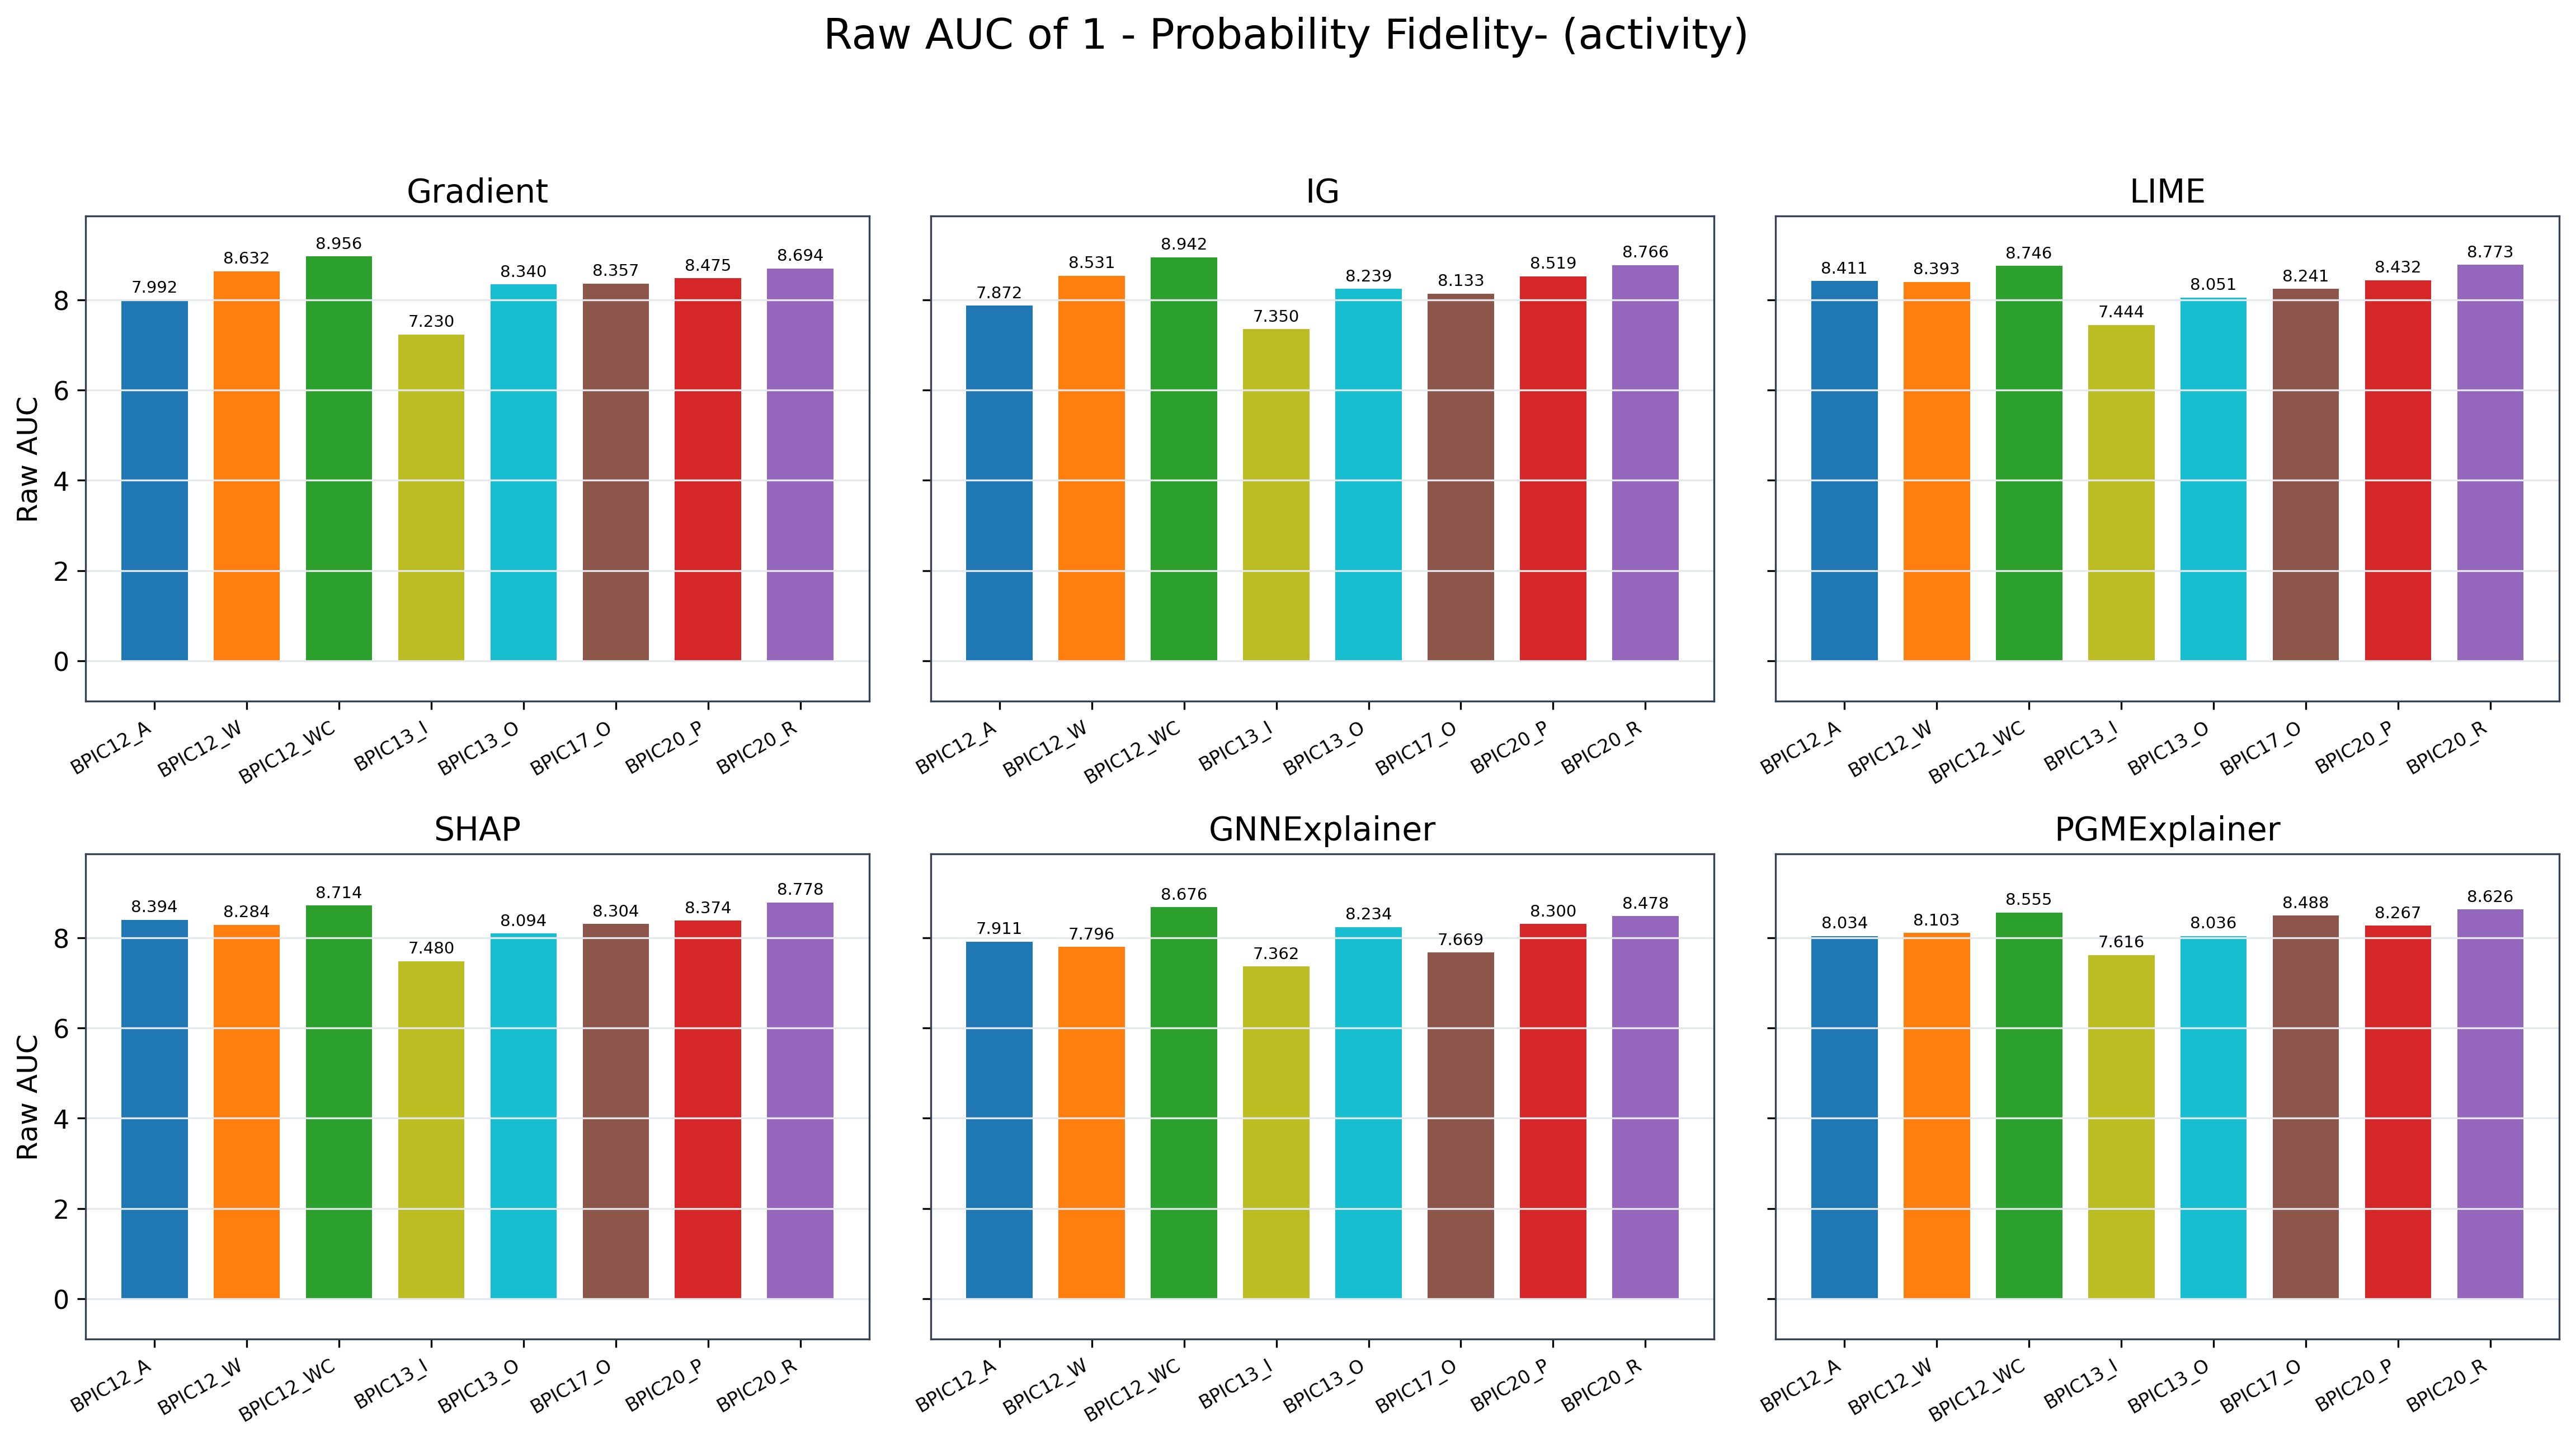 Raw AUC of 1 - Probability Fidelity- (activity)
Gradient
Raw AUC
8
6
4
2
0
7.992
8.632
8.956
7.230
8.340
8.357
8.475
8.694
BPIC12_A
BPIC12_W
BPIC12_WC
BPIC13_I
BPIC13_O
BPIC17_O
BPIC20_P
BPIC20_R
IG
7.872
8.531
8.942
7.350
8.239
8.133
8.519
8.766
BPIC12_A
BPIC12_W
BPIC12_WC
BPIC13_I
BPIC13_O
BPIC17_O
BPIC20_P
BPIC20_R
LIME
8.411
8.393
8.746
7.444
8.051
8.241
8.432
8.773
BPIC12_A
BPIC12_W
BPIC12_WC
BPIC13_I
BPIC13_O
BPIC17_O
BPIC20_P
BPIC20_R
SHAP
Raw AUC
8
6
4
2
0
8.394
8.284
8.714
7.480
8.094
8.304
8.374
8.778
BPIC12_A
BPIC12_W
BPIC12_WC
BPIC13_I
BPIC13_O
BPIC17_O
BPIC20_P
BPIC20_R
GNNExplainer
7.911
7.796
8.676
7.362
8.234
7.669
8.300
8.478
BPIC12_A
BPIC12_W
BPIC12_WC
BPIC13_I
BPIC13_O
BPIC17_O
BPIC20_P
BPIC20_R
PGMExplainer
8.034
8.103
8.555
7.616
8.036
8.488
8.267
8.626
BPIC12_A
BPIC12_W
BPIC12_WC
BPIC13_I
BPIC13_O
BPIC17_O
BPIC20_P
BPIC20_R